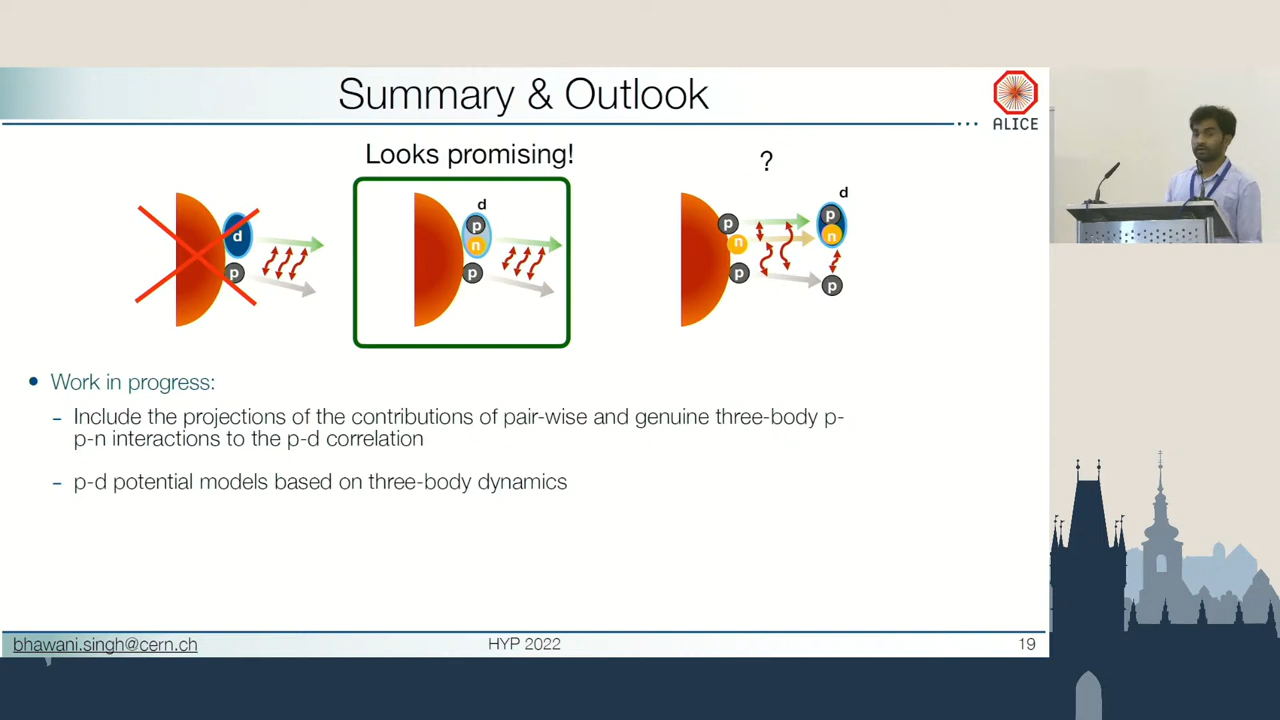 Summary & Outlook
ALICE
Looks promising!
?
d
p
d
p
n
p
p
n
p
d
p
n
p
• Work in progress:
– Include the projections of the contributions of pair-wise and genuine three-body p-
p-n interactions to the p-d correlation
– p-d potential models based on three-body dynamics
bhawani.singh@cern.ch
HYP 2022
19